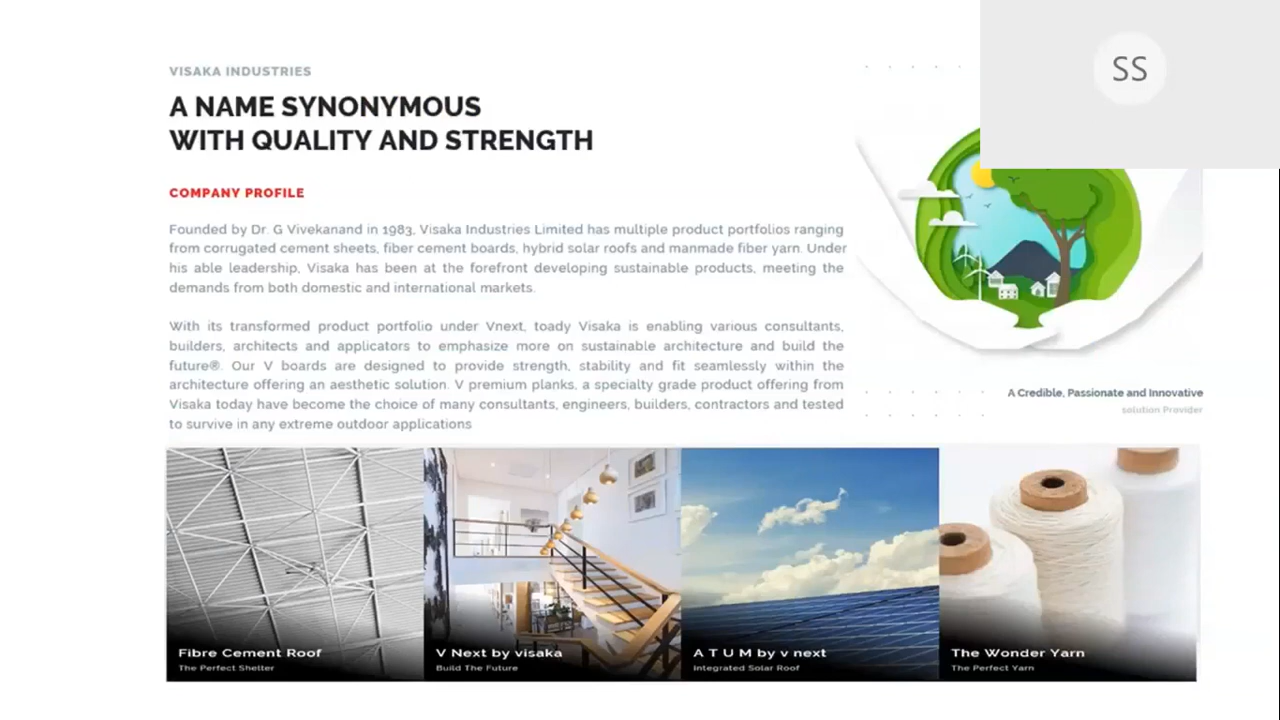 SS
VISAKA INDUSTRIES
A NAME SYNONYMOUS
WITH QUALITY AND STRENGTH
COMPANY PROFILE
Founded by Dr. G Vivekanand in 1983, Visaka Industries Limited has multiple product portfolios ranging
from corrugated cement sheets, fiber cement boards, hybrid solar roofs and manmade fiber yarn. Under
his able leadership, Visaka has been at the forefront developing sustainable products, meeting the
demands from both domestic and international markets.
With its transformed product portfolio under Vnext, toady Visaka is enabling various consultants,
builders, architects and applicators to emphasize more on sustainable architecture and build the
future®. Our V boards are designed to provide strength, stability and fit seamlessly within the
architecture offering an aesthetic solution. V premium planks, a specialty grade product offering from
Visaka today have become the choice of many consultants, engineers, builders, contractors and tested
to survive in any extreme outdoor applications
A Credible, Passionate and Innovative
solution Provider
Fibre Cement Roof
The Perfect Shelter
V Next by visaka
Build The Future
A T U M by v next
Integrated Solar Roof
The Wonder Yarn
The Perfect Yarn